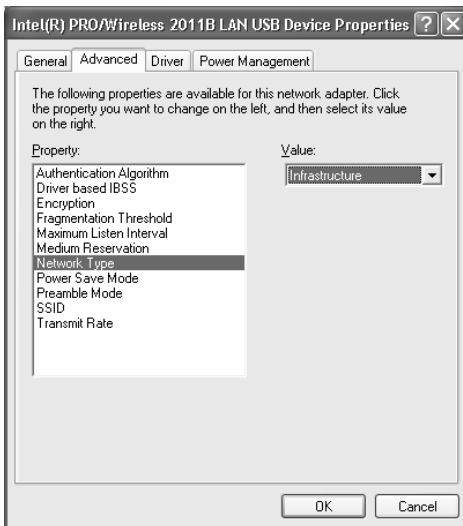 Intel(R) PRO/Wireless 2011B LAN USB Device Properties
General Advanced Driver Power Management
The following properties are available for this network adapter. Click
the property you want to change on the left, and then select its value
on the right.
Property:
Value:
Authentication Algorithm
Driver based IBSS
Encryption
Fragmentation Threshold
Maximum Listen Interval
Medium Reservation
Network Type
Power Save Mode
Preamble Mode
SSID
Transmit Rate
Infrastructure
OK Cancel